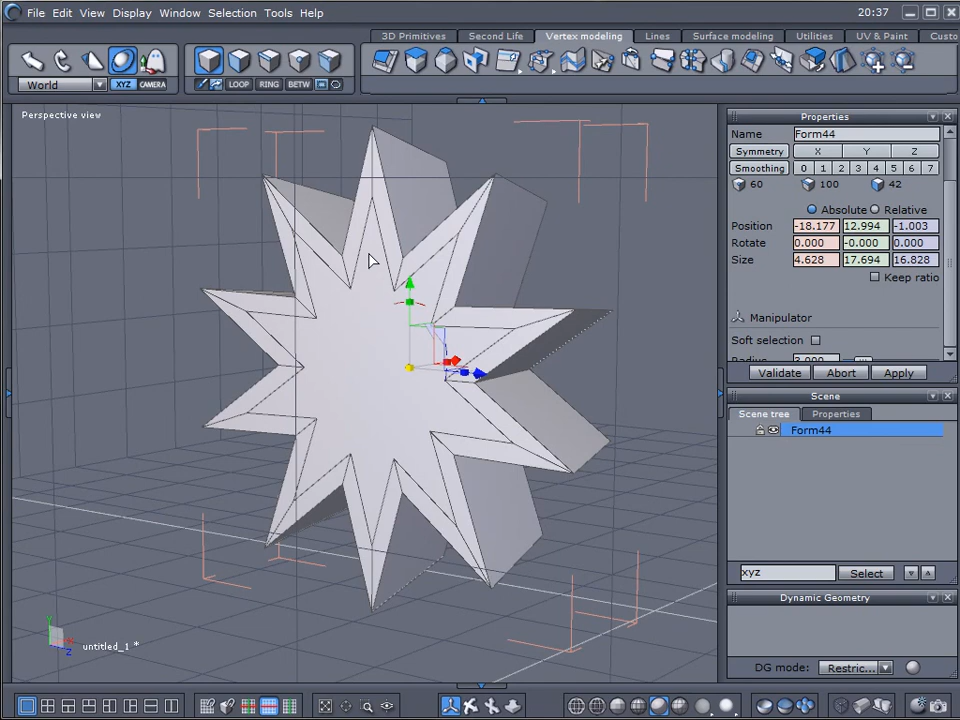 File Edit View Display Window Selection Tools Help 20:37
3D Primitives Second Life Vertex modeling Lines Surface modeling Utilities UV & Paint Custo
World XYZ CAMERA LOOP RING BETW
Perspective view
Properties
Name Form44
Symmetry X Y Z
Smoothing 0 1 2 3 4 5 6 7
60 100 42
Absolute Relative
Position -18.177 12.994 -1.003
Rotate 0.000 -0.000 0.000
Size 4.628 17.694 16.828
Keep ratio
Manipulator
Soft selection
Radius 3.000
Validate Abort Apply
Scene
Scene tree Properties
Form44
xyz Select
Dynamic Geometry
DG mode: Restric...
Y
Z
untitled_1 *